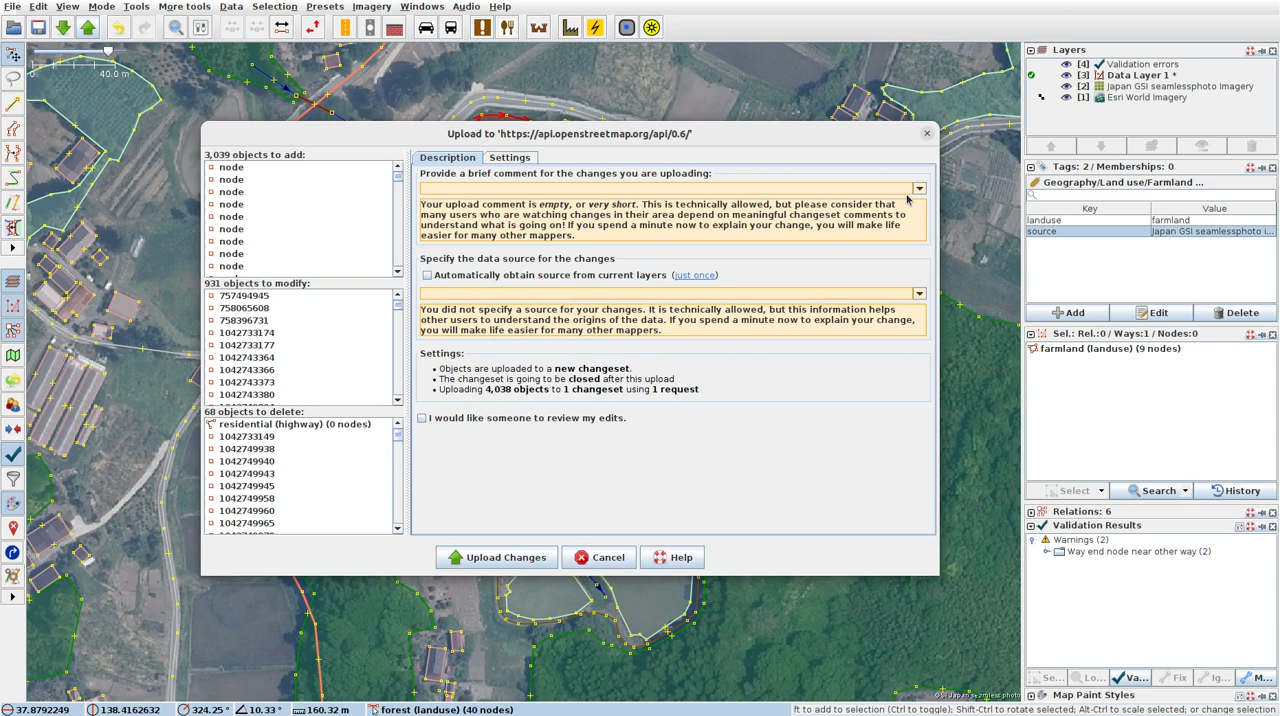 File Edit View Mode Tools More tools Data Selection Presets Imagery Windows Audio Help
40.0 m
0
Upload to 'https://api.openstreetmap.org/api/0.6/'
3,039 objects to add:
node
node
node
node
node
node
node
node
node
931 objects to modify:
757494945
758065608
758396731
1042733174
1042733177
1042743364
1042743366
1042743373
1042743380
68 objects to delete:
residential (highway) (0 nodes)
1042733149
1042749938
1042749940
1042749943
1042749945
1042749958
1042749960
1042749965
Description Settings
Provide a brief comment for the changes you are uploading:
Your upload comment is empty, or very short. This is technically allowed, but please consider that
many users who are watching changes in their area depend on meaningful changeset comments to
understand what is going on! If you spend a minute now to explain your change, you will make life
easier for many other mappers.
Specify the data source for the changes
Automatically obtain source from current layers (just once)
You did not specify a source for your changes. It is technically allowed, but this information helps
other users to understand the origins of the data. If you spend a minute now to explain your change,
you will make life easier for many other mappers.
Settings:
• Objects are uploaded to a new changeset.
• The changeset is going to be closed after this upload
• Uploading 4,038 objects to 1 changeset using 1 request
I would like someone to review my edits.
Upload Changes Cancel Help
Layers
[4] Validation errors
[3] Data Layer 1 *
[2] Japan GSI seamlessphoto Imagery
[1] Esri World Imagery
Tags: 2 / Memberships: 0
Geography/Land use/Farmland ...
Key Value
landuse farmland
source Japan GSI seamlessphoto i...
Add Edit Delete
Sel.: Rel.:0 / Ways:1 / Nodes:0
farmland (landuse) (9 nodes)
Select Search History
Relations: 6
Validation Results
Warnings (2)
Way end node near other way (2)
Se... Lo... Va... Fix Ig... M...
Map Paint Styles
37.8792249 138.4162632 324.25° 10.33° 160.32 m forest (landuse) (40 nodes)
ft to add to selection (Ctrl to toggle); Shift-Ctrl to rotate selected; Alt-Ctrl to scale selected; or change selection